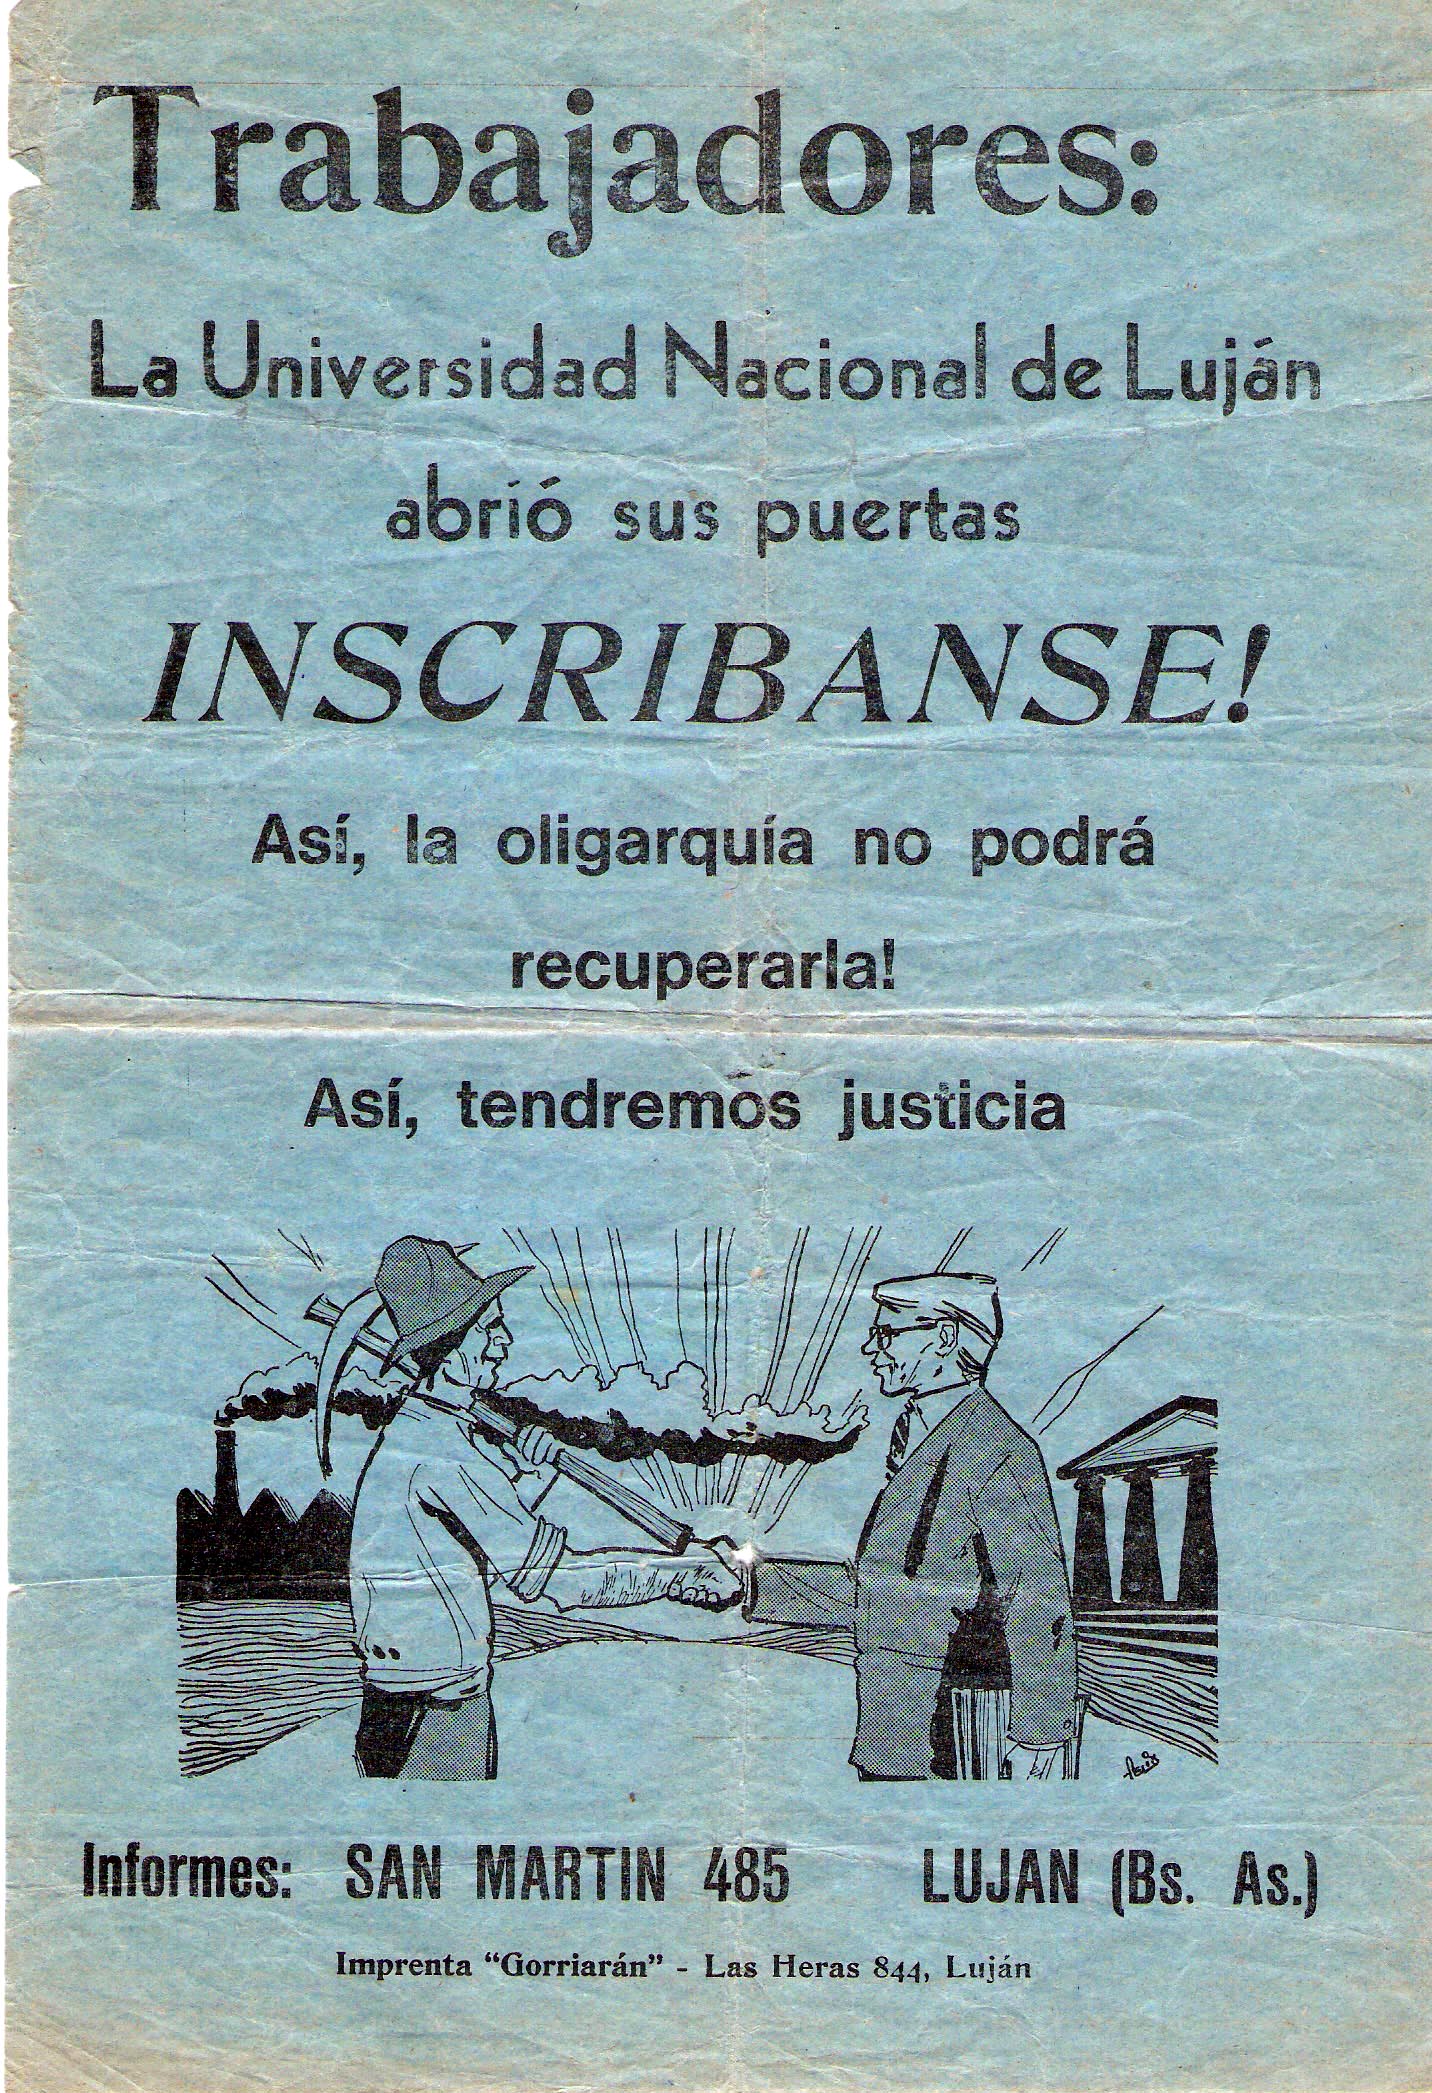 Trabajadores:
La Universidad Nacional de Luján
abrió sus puertas
INSCRIBANSE!
Así, la oligarquía no podrá
recuperarla!
Así, tendremos justicia
Informes: SAN MARTIN 485 LUJAN (Bs. As.)
Imprenta “Gorriarán” - Las Heras 844, Luján